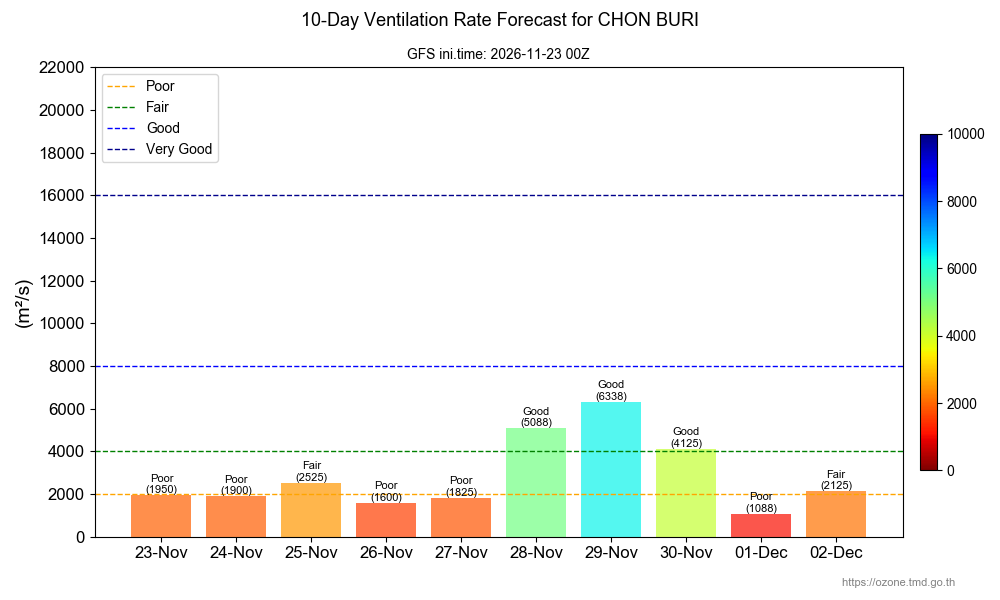 10-Day Ventilation Rate Forecast for CHON BURI
GFS ini.time: 2026-11-23 00Z
22000
20000
18000
16000
14000
12000
10000
8000
6000
4000
2000
0
(m²/s)
Poor
Fair
Good
Very Good
Poor
(1950)
Poor
(1900)
Fair
(2525)
Poor
(1600)
Poor
(1825)
Good
(5088)
Good
(6338)
Good
(4125)
Poor
(1088)
Fair
(2125)
23-Nov
24-Nov
25-Nov
26-Nov
27-Nov
28-Nov
29-Nov
30-Nov
01-Dec
02-Dec
10000
8000
6000
4000
2000
0
https://ozone.tmd.go.th